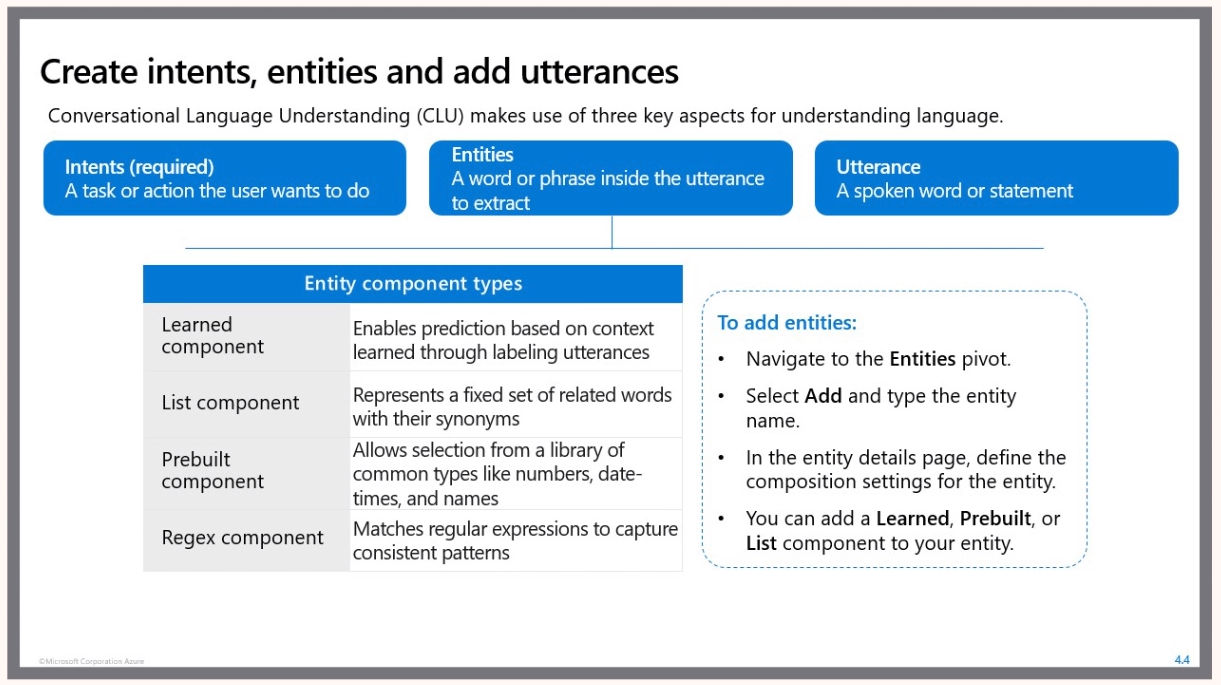 Create intents, entities and add utterances
Conversational Language Understanding (CLU) makes use of three key aspects for understanding language.
Intents (required)
A task or action the user wants to do
Entities
A word or phrase inside the utterance
to extract
Utterance
A spoken word or statement
Entity component types
Learned
component
Enables prediction based on context
learned through labeling utterances
List component
Represents a fixed set of related words
with their synonyms
Prebuilt
component
Allows selection from a library of
common types like numbers, date-
times, and names
Regex component
Matches regular expressions to capture
consistent patterns
To add entities:
• Navigate to the Entities pivot.
• Select Add and type the entity
name.
• In the entity details page, define the
composition settings for the entity.
• You can add a Learned, Prebuilt, or
List component to your entity.
©Microsoft Corporation Azure
4.4